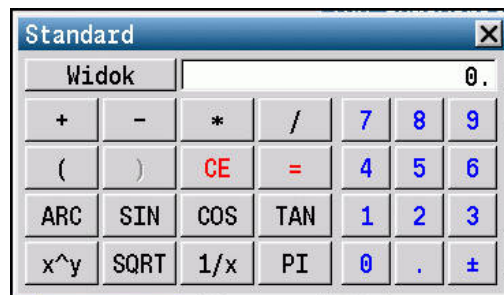 Standard
Widok 0.
+ - * / 7 8 9
( ) CE = 4 5 6
ARC SIN COS TAN 1 2 3
x^y SQRT 1/x PI 0 . ±